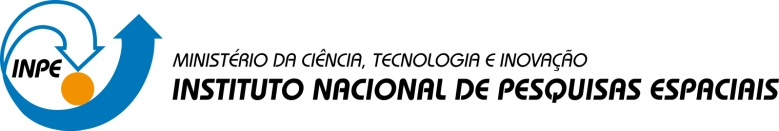 INPE
MINISTÉRIO DA CIÊNCIA, TECNOLOGIA E INOVAÇÃO
INSTITUTO NACIONAL DE PESQUISAS ESPACIAIS